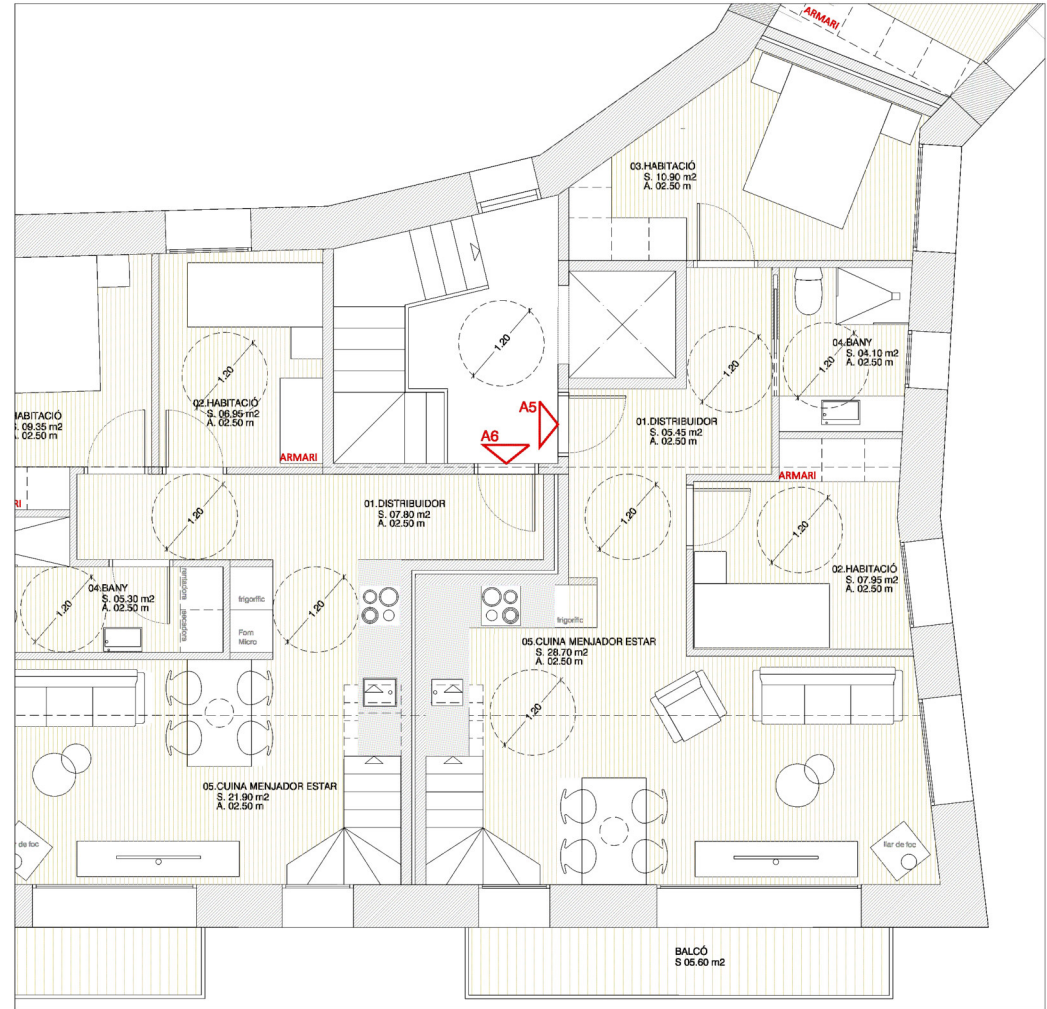 ARMARI
03.HABITACIÓ
S. 10.90 m2
A. 02.50 m
1.20
1.20
04.BANY
S. 04.10 m2
A. 02.50 m
1.20
1.20
02.HABITACIÓ
S. 06.95 m2
A. 02.50 m
HABITACIÓ
S. 09.35 m2
A. 02.50 m
A5
A6
01.DISTRIBUIDOR
S. 05.45 m2
A. 02.50 m
ARMARI
ARMARI
RI
01.DISTRIBUIDOR
S. 07.80 m2
A. 02.50 m
1.20
1.20
1.20
02.HABITACIÓ
S. 07.95 m2
A. 02.50 m
04.BANY
S. 05.30 m2
A. 02.50 m
1.20
rentadora
secadora
frigorífic
Forn
Micro
1.20
frigorífic
05.CUINA MENJADOR ESTAR
S. 28.70 m2
A. 02.50 m
1.20
05.CUINA MENJADOR ESTAR
S. 21.90 m2
A. 02.50 m
llar de foc
llar de foc
BALCÓ
S 05.60 m2